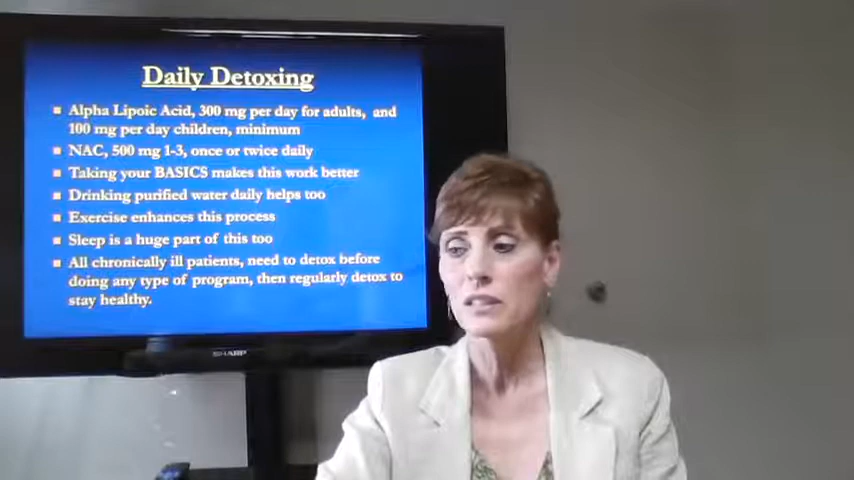 Daily Detoxing
Alpha Lipoic Acid, 300 mg per day for adults, and
100 mg per day children, minimum
NAC, 500 mg 1-3, once or twice daily
Taking your BASICS makes this work better
Drinking purified water daily helps too
Exercise enhances this process
Sleep is a huge part of this too
All chronically ill patients, need to detox before
doing any type of program, then regularly detox to
stay healthy.
SHARP